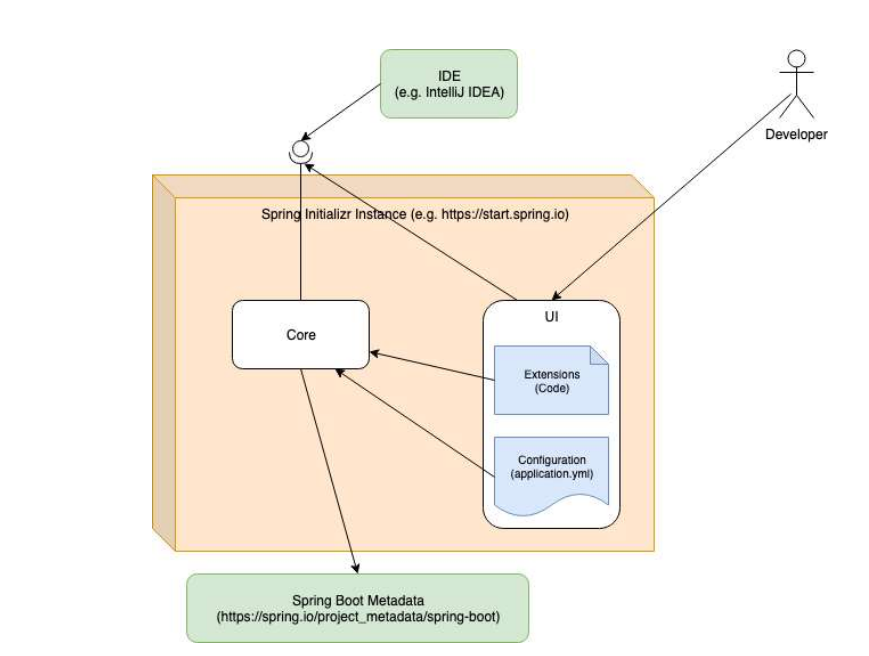 IDE
(e.g. IntelliJ IDEA)
Developer
Spring Initializr Instance (e.g. https://start.spring.io)
UI
Core
Extensions
(Code)
Configuration
(application.yml)
Spring Boot Metadata
(https://spring.io/project_metadata/spring-boot)